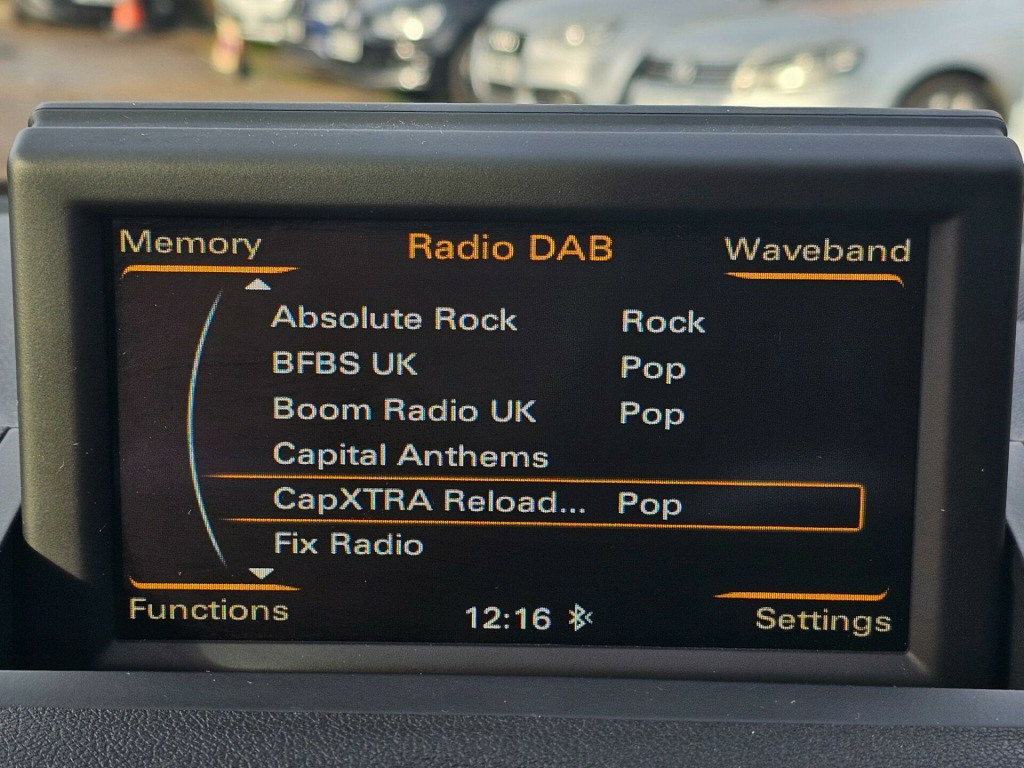 Memory Radio DAB Waveband
Absolute Rock Rock
BFBS UK Pop
Boom Radio UK Pop
Capital Anthems
CapXTRA Reload... Pop
Fix Radio
Functions 12:16 Settings